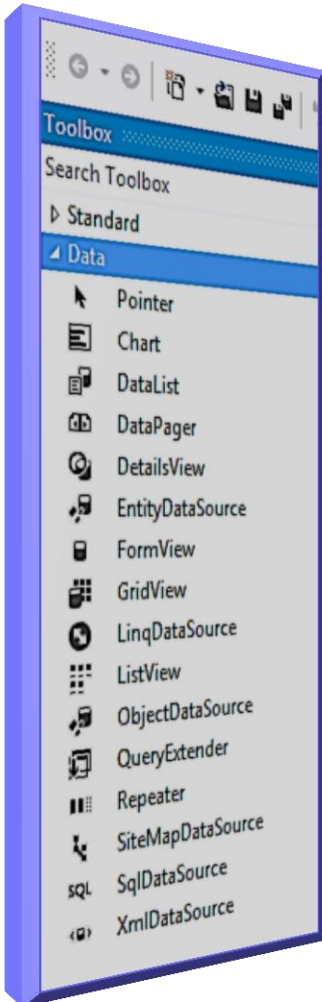 Toolbox
Search Toolbox
Standard
Data
Pointer
Chart
DataList
DataPager
DetailsView
EntityDataSource
FormView
GridView
LinqDataSource
ListView
ObjectDataSource
QueryExtender
Repeater
SiteMapDataSource
SQL SqlDataSource
XmlDataSource